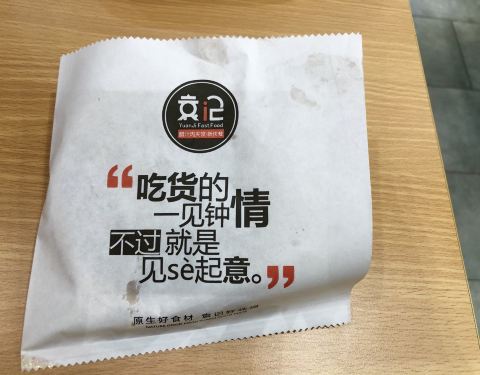 袁记
YuanJi Fast Food
“吃货的
一见钟情
不过就是
见sè起意。”
原生好食材